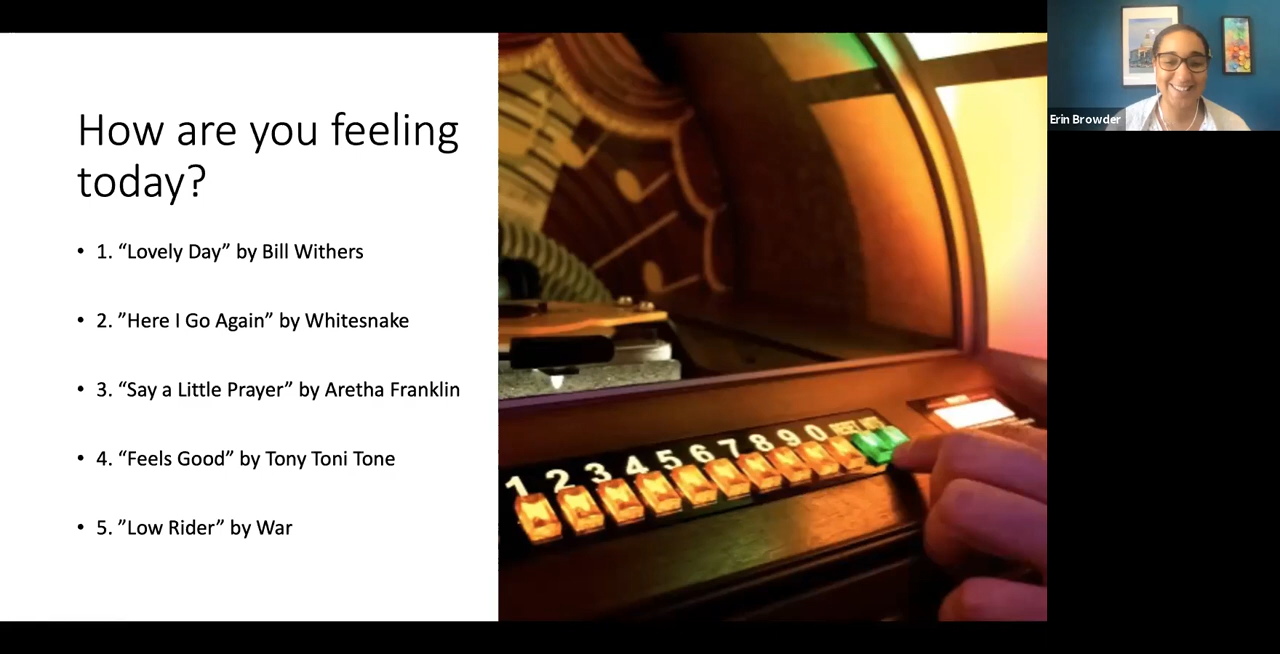 How are you feeling
today?
• 1. “Lovely Day” by Bill Withers
• 2. ”Here I Go Again” by Whitesnake
• 3. “Say a Little Prayer” by Aretha Franklin
• 4. “Feels Good” by Tony Toni Tone
• 5. ”Low Rider” by War
1 2 3 4 5 6 7 8 9 0 RESET
Erin Browder